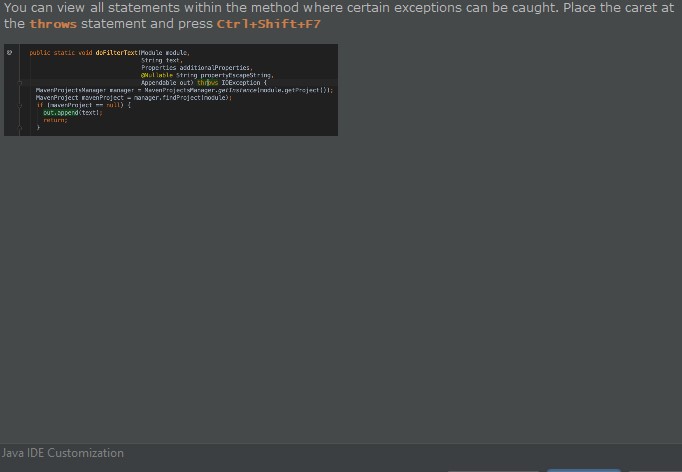 You can view all statements within the method where certain exceptions can be caught. Place the caret at
the throws statement and press Ctrl+Shift+F7
@ public static void doFilterText(Module module,
String text,
Properties additionalProperties,
@Nullable String propertyEscapeString,
Appendable out) throws IOException {
MavenProjectsManager manager = MavenProjectsManager.getInstance(module.getProject());
MavenProject mavenProject = manager.findProject(module);
if (mavenProject == null) {
out.append(text);
return;
}
Java IDE Customization